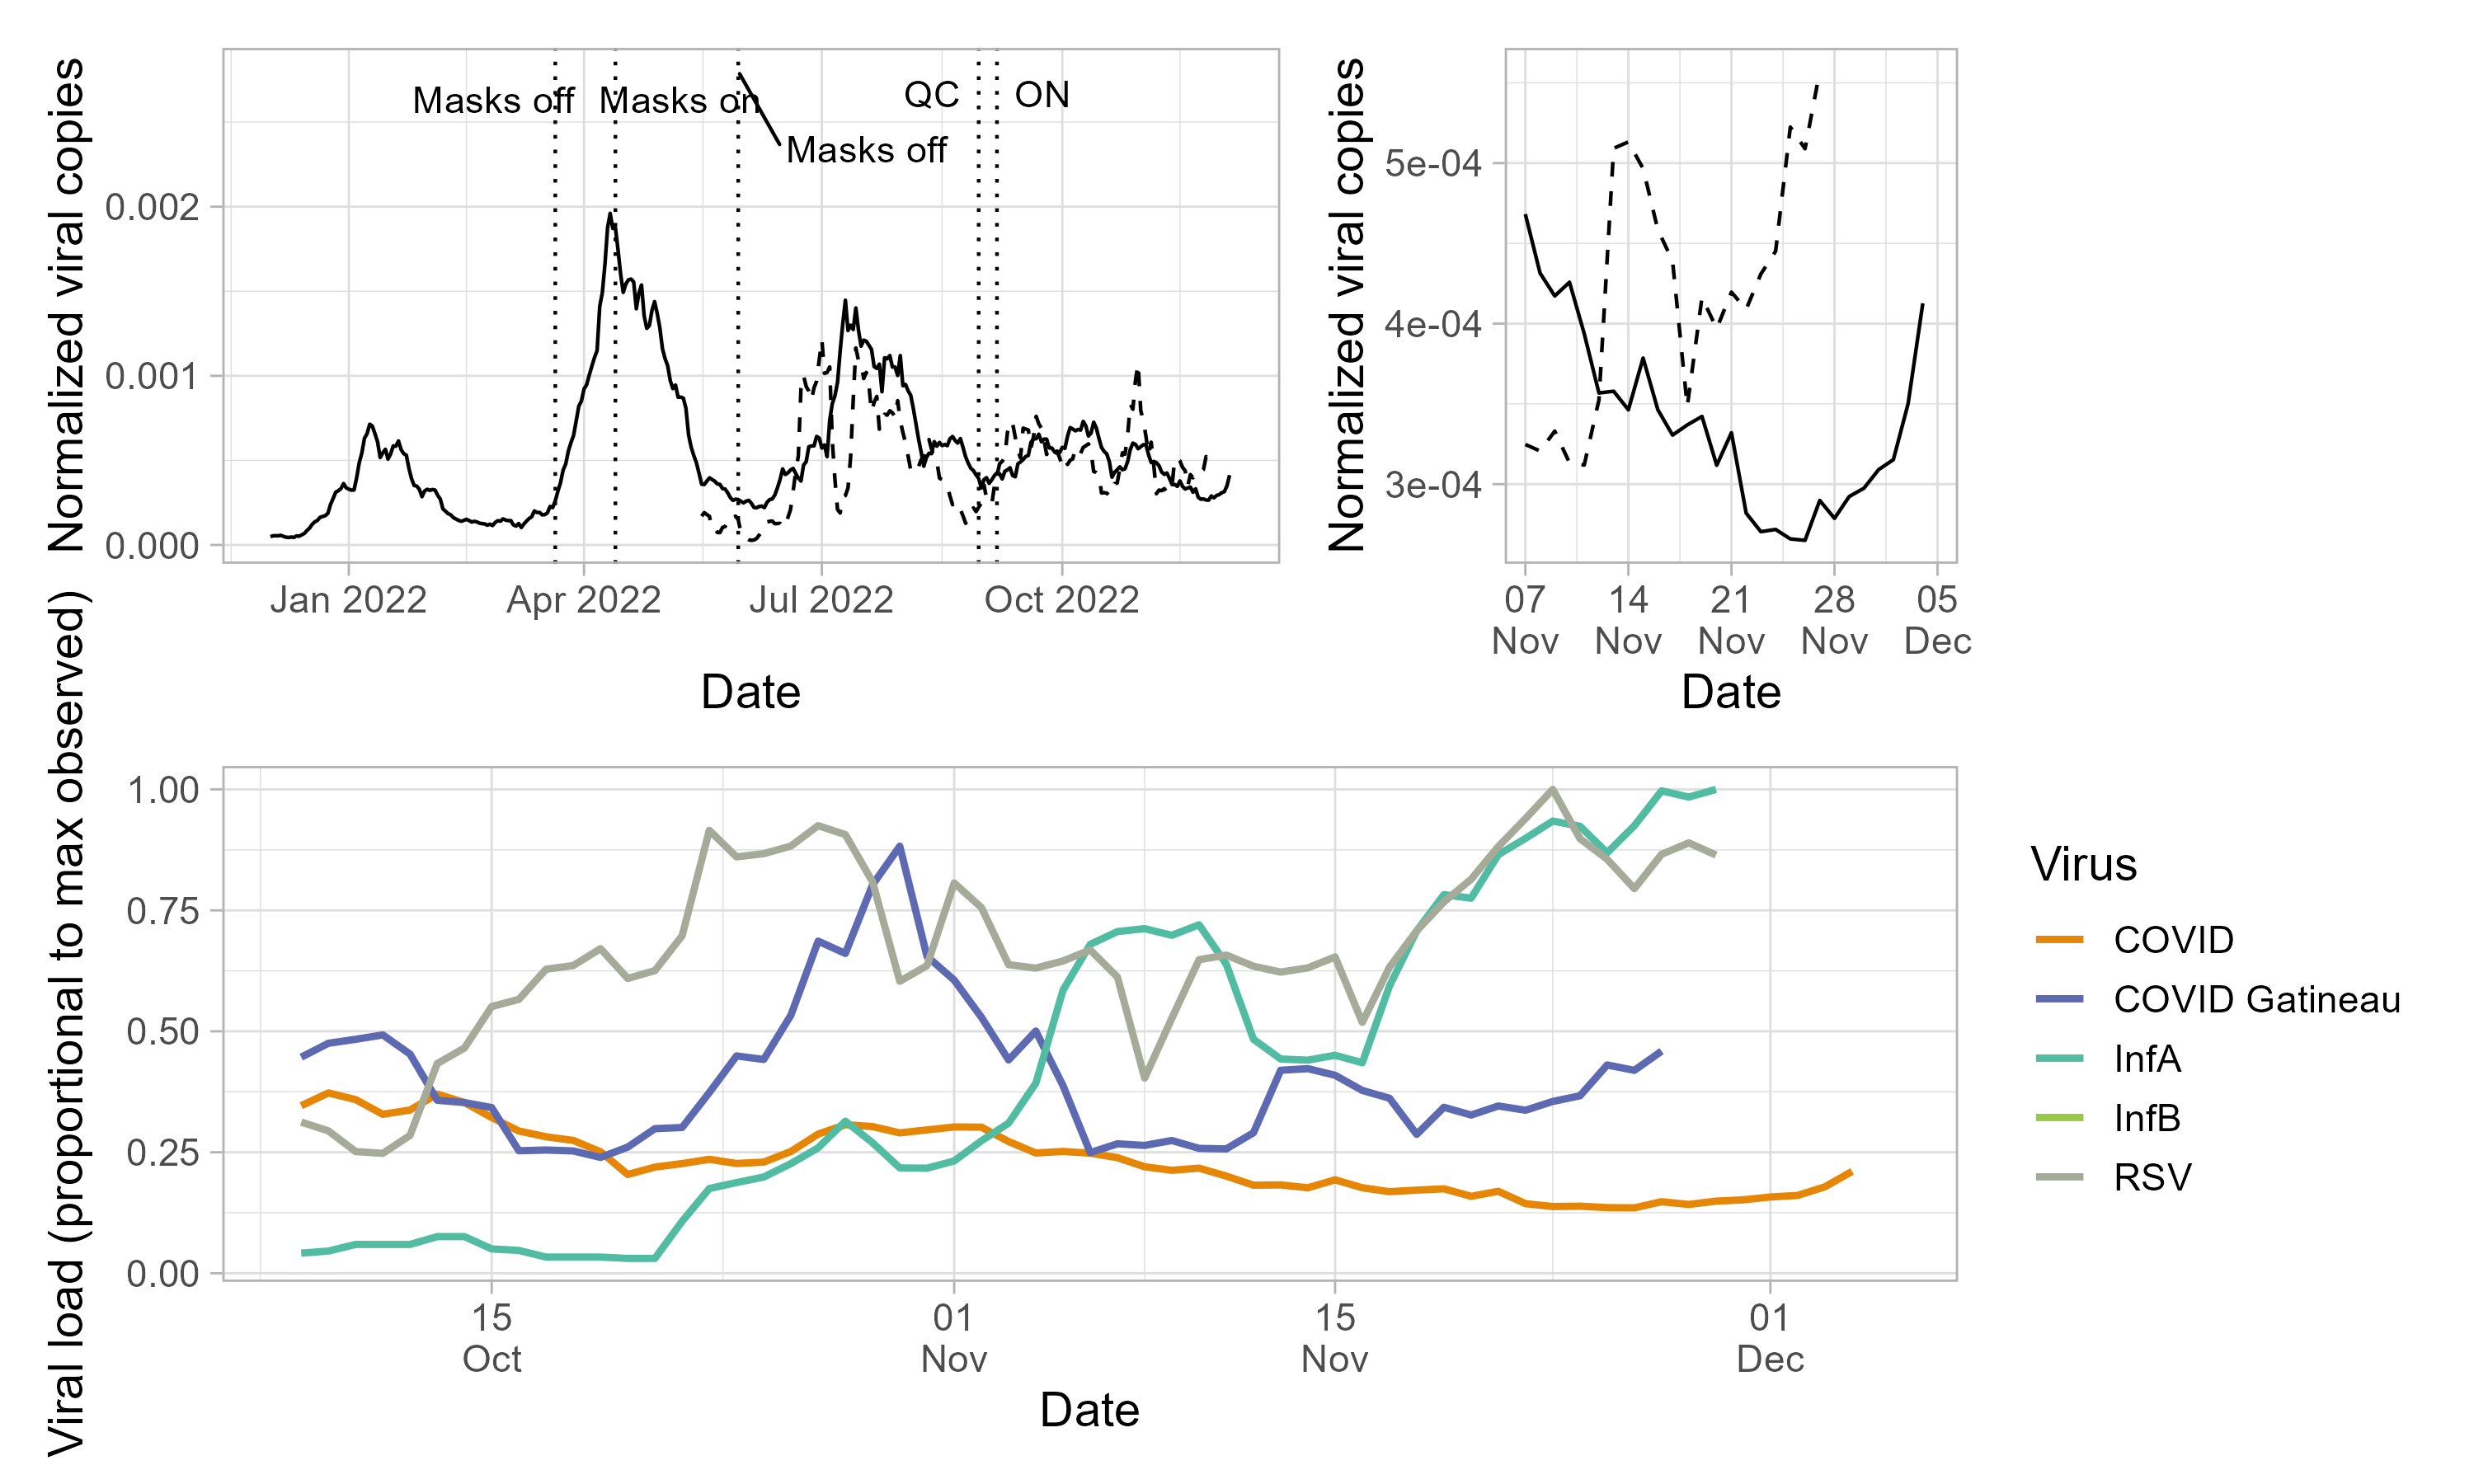 Normalized viral copies
Masks off
Masks on
Masks off
QC
ON
0.002
0.001
0.000
Jan 2022
Apr 2022
Jul 2022
Oct 2022
Date
Normalized viral copies
5e-04
4e-04
3e-04
07
Nov
14
Nov
21
Nov
28
Nov
05
Dec
Date
Viral load (proportional to max observed)
1.00
0.75
0.50
0.25
0.00
15
Oct
01
Nov
15
Nov
01
Dec
Date
Virus
COVID
COVID Gatineau
InfA
InfB
RSV